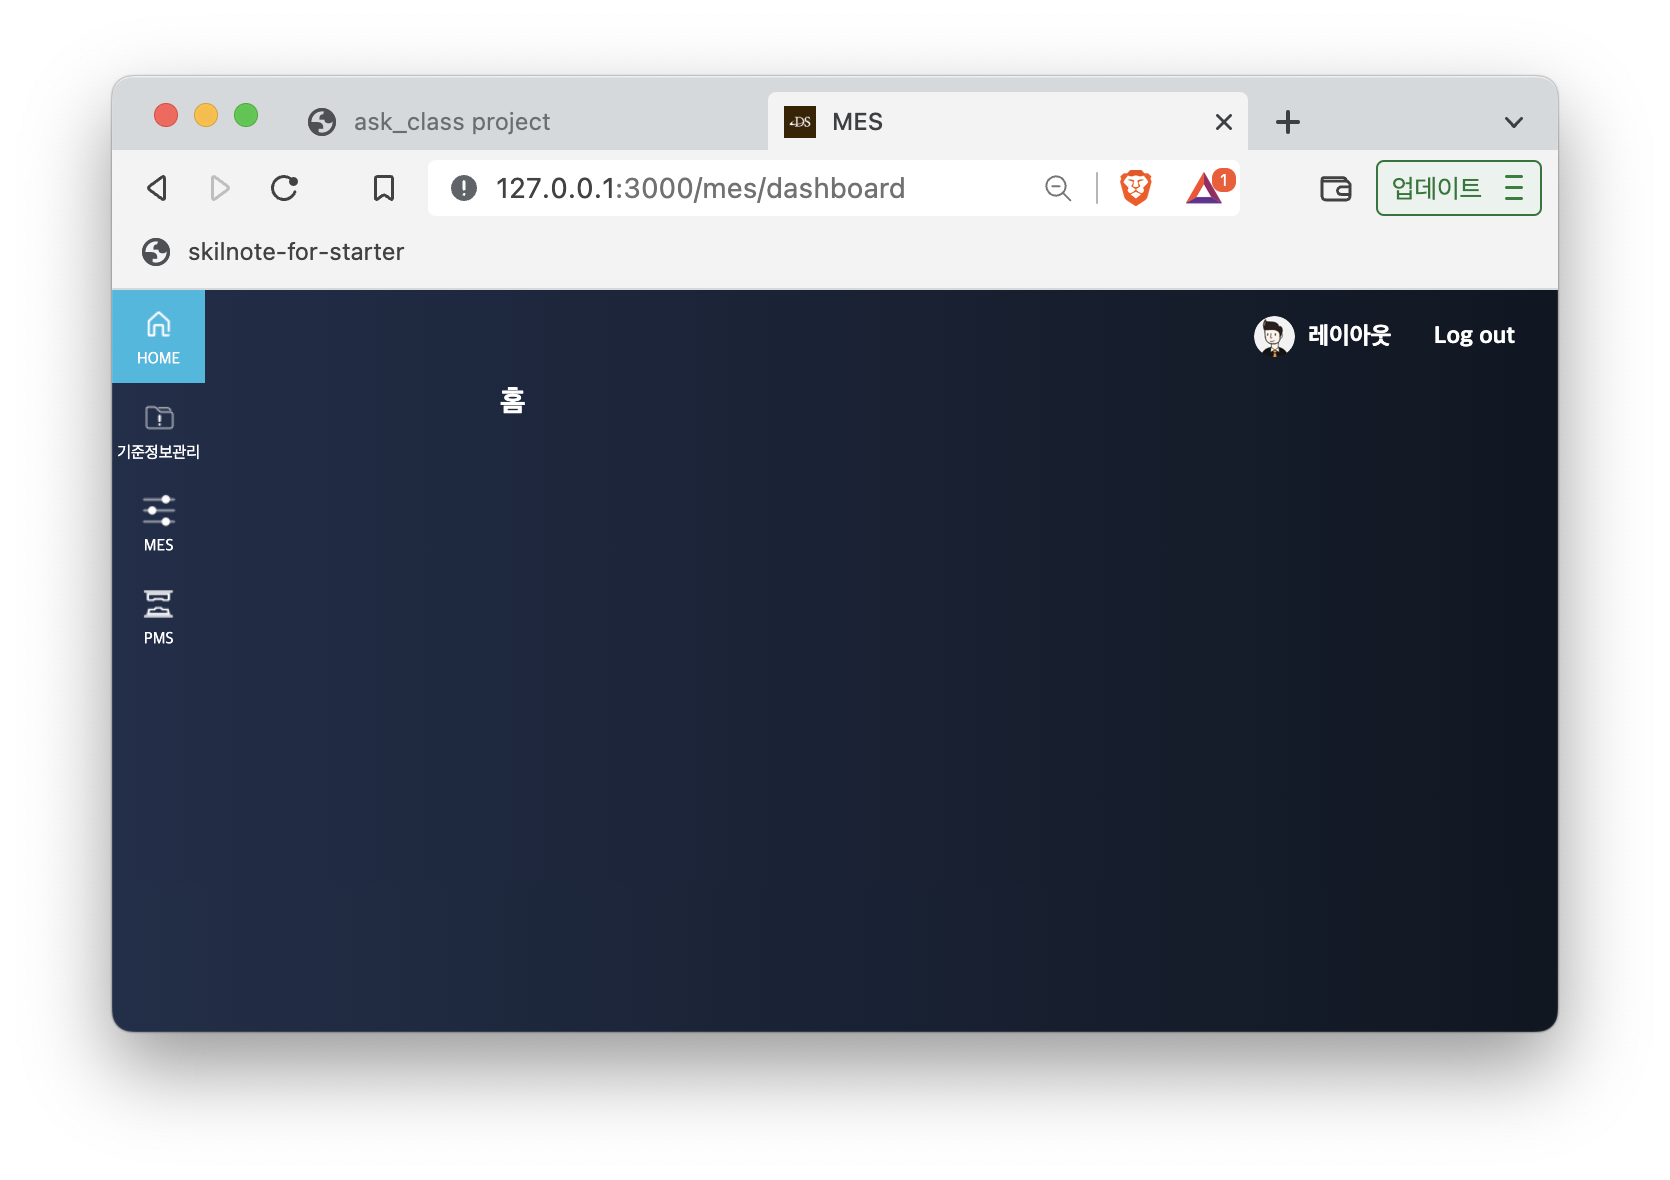 ask_class project
MES
127.0.0.1:3000/mes/dashboard
1
업데이트
skilnote-for-starter
HOME
레이아웃
Log out
홈
기준정보관리
MES
PMS